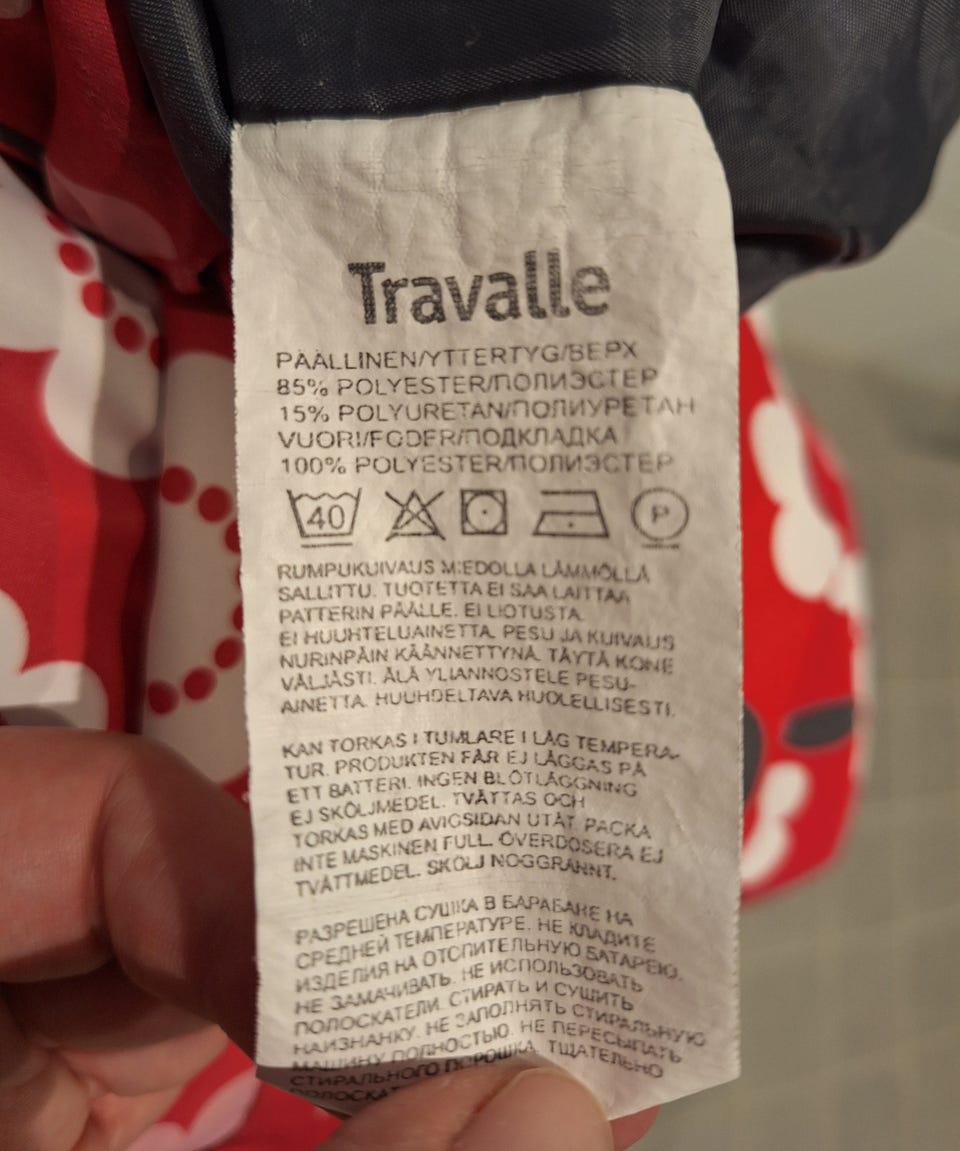 Travalle
PÄÄLLINEN/YTTERTYG/ВЕРХ
85% POLYESTER/ПОЛИЭСТЕР
15% POLYURETAN/ПОЛИУРЕТАН
VUORI/FODER/ПОДКЛАДКА
100% POLYESTER/ПОЛИЭСТЕР
40 P
RUMPUKUIVAUS MIEDOLLA LÄMMÖLLÄ
SALLITTU. TUOTETTA EI SAA LAITTAA
PATTERIN PÄÄLLE. EI LIOTUSTA.
EI HUUHTELUAINETTA. PESU JA KUIVAUS
NURINPÄIN KÄÄNNETTYNÄ. TÄYTÄ KONE
VÄLJÄSTI. ÄLÄ YLIANNOSTELE PESU-
AINETTA. HUUHDELTAVA HUOLELLISESTI.
KAN TORKAS I TUMLARE I LÅG TEMPERA-
TUR. PRODUKTEN FÅR EJ LÄGGAS PÅ
ETT BATTERI. INGEN BLÖTLÄGGNING
EJ SKÖLJMEDEL. TVÄTTAS OCH
TORKAS MED AVIGSIDAN UTÅT. PACKA
INTE MASKINEN FULL. ÖVERDOSERA EJ
TVÄTTMEDEL. SKÖLJ NOGGRANNT.
РАЗРЕШЕНА СУШКА В БАРАБАНЕ НА
СРЕДНЕЙ ТЕМПЕРАТУРЕ. НЕ КЛАДИТЕ
ИЗДЕЛИЯ НА ОТОПИТЕЛЬНУЮ БАТАРЕЮ.
НЕ ЗАМАЧИВАТЬ. НЕ ИСПОЛЬЗОВАТЬ
ПОЛОСКАТЕЛИ. СТИРАТЬ И СУШИТЬ
НАИЗНАНКУ. НЕ ЗАПОЛНЯТЬ СТИРАЛЬНУЮ
МАШИНУ ПОЛНОСТЬЮ. НЕ ПЕРЕСЫПАТЬ
СТИРАЛЬНОГО ПОРОШКА. ТЩАТЕЛЬНО